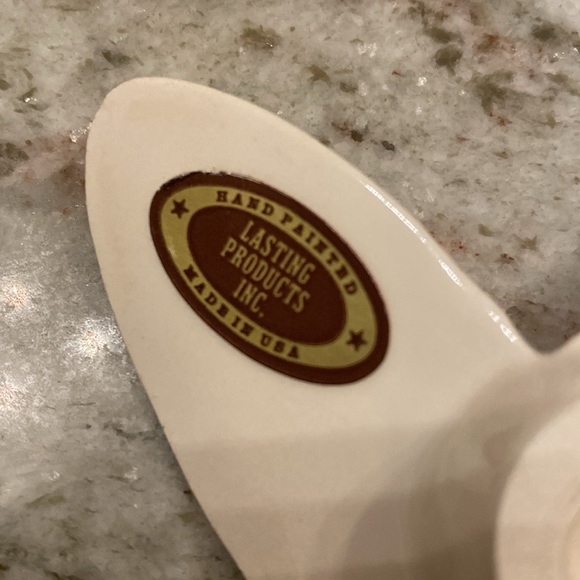 HAND PAINTED
LASTING
PRODUCTS
INC.
MADE IN USA